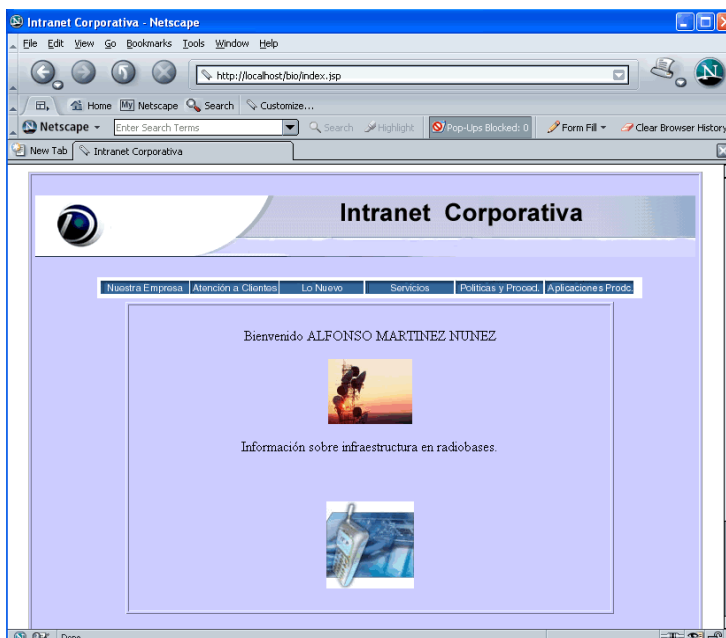 Intranet Corporativa - Netscape
File Edit View Go Bookmarks Tools Window Help
http://localhost/bio/index.jsp
Home My Netscape Search Customize...
Netscape Enter Search Terms Search Highlight Pop-Ups Blocked: 0 Form Fill Clear Browser History
New Tab Intranet Corporativa
Intranet Corporativa
Nuestra Empresa Atención a Clientes Lo Nuevo Servicios Politicas y Proced. Aplicaciones Prodc.
Bienvenido ALFONSO MARTINEZ NUNEZ
Información sobre infraestructura en radiobases.
Done